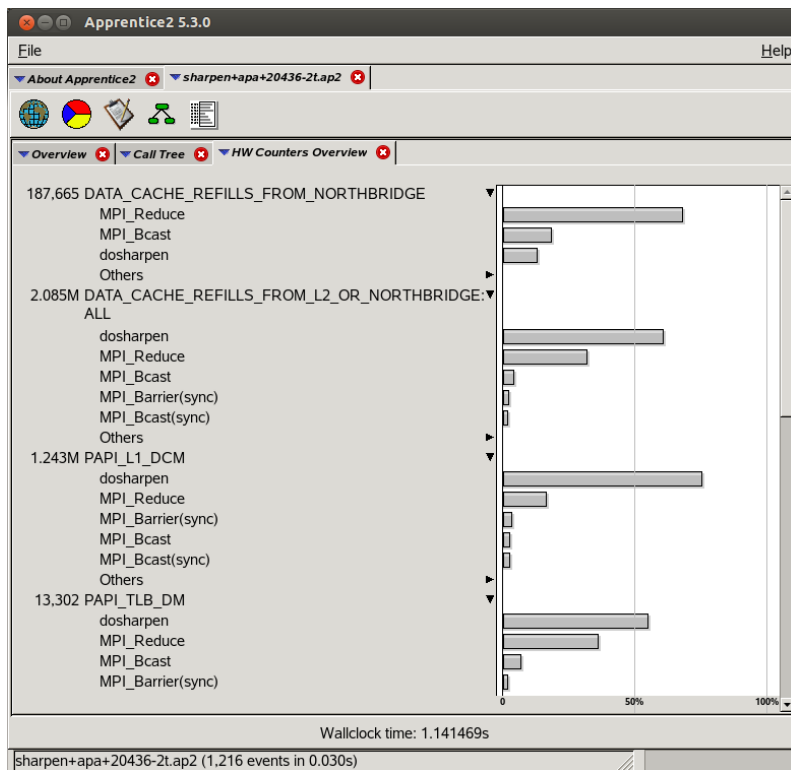 Apprentice2 5.3.0
File Help
About Apprentice2 sharpen+apa+20436-2t.ap2
Overview Call Tree HW Counters Overview
187,665 DATA_CACHE_REFILLS_FROM_NORTHBRIDGE
MPI_Reduce
MPI_Bcast
dosharpen
Others
2.085M DATA_CACHE_REFILLS_FROM_L2_OR_NORTHBRIDGE:
ALL
dosharpen
MPI_Reduce
MPI_Bcast
MPI_Barrier(sync)
MPI_Bcast(sync)
Others
1.243M PAPI_L1_DCM
dosharpen
MPI_Reduce
MPI_Barrier(sync)
MPI_Bcast
MPI_Bcast(sync)
Others
13,302 PAPI_TLB_DM
dosharpen
MPI_Reduce
MPI_Bcast
MPI_Barrier(sync)
0 50% 100%
Wallclock time: 1.141469s
sharpen+apa+20436-2t.ap2 (1,216 events in 0.030s)